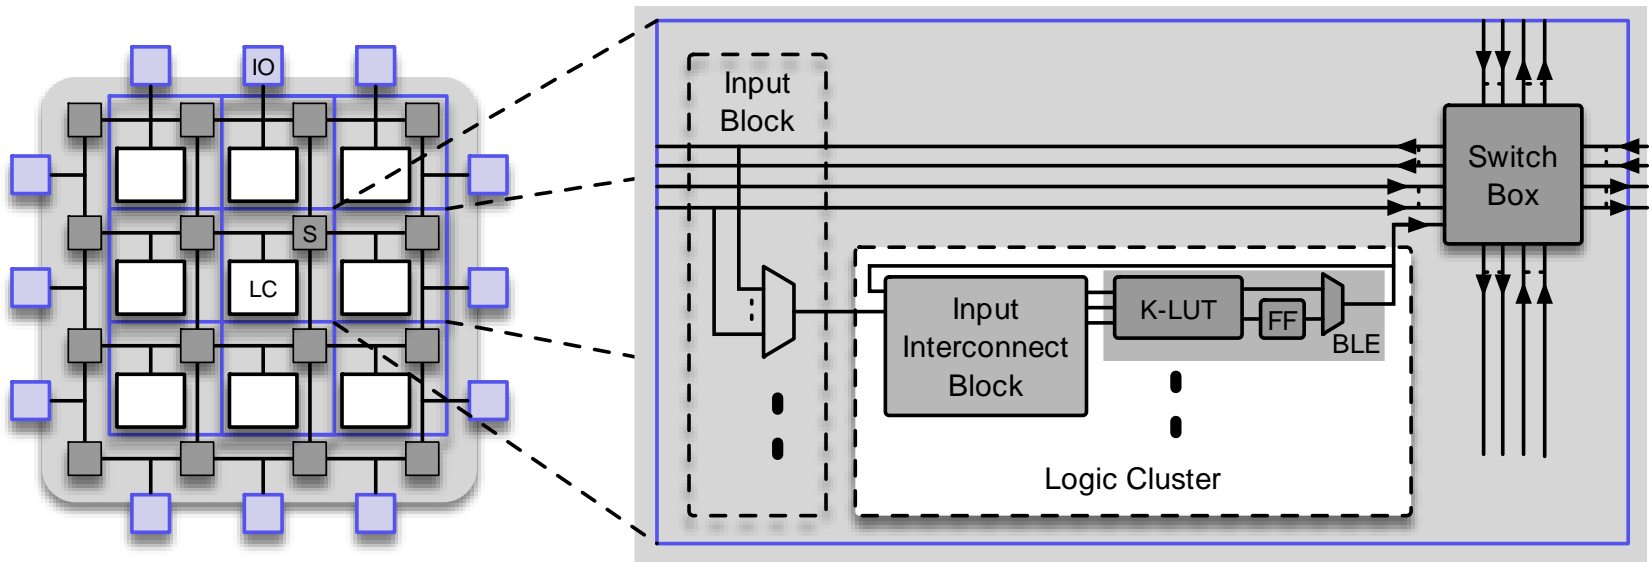 IO
S
LC
Input
Block
Switch
Box
Input
Interconnect
Block
K-LUT
FF
BLE
Logic Cluster